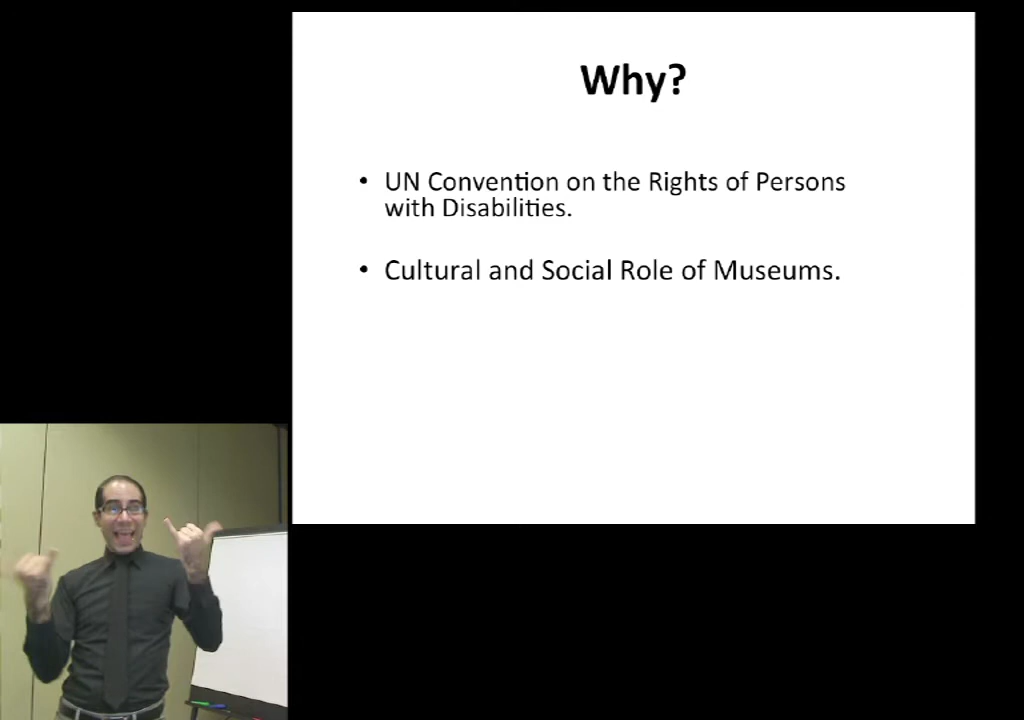 Why?
• UN Convention on the Rights of Persons
with Disabilities.
• Cultural and Social Role of Museums.